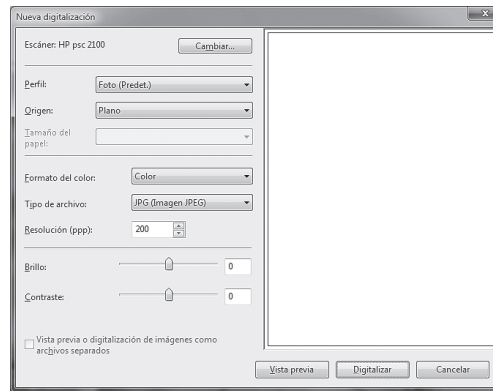 Nueva digitalización
Escáner: HP psc 2100
Cambiar...
Perfil:
Foto (Predet.)
Origen:
Plano
Tamaño del
papel:
Formato del color:
Color
Tipo de archivo:
JPG (Imagen JPEG)
Resolución (ppp):
200
Brillo:
0
Contraste:
0
Vista previa o digitalización de imágenes como
archivos separados
Vista previa
Digitalizar
Cancelar